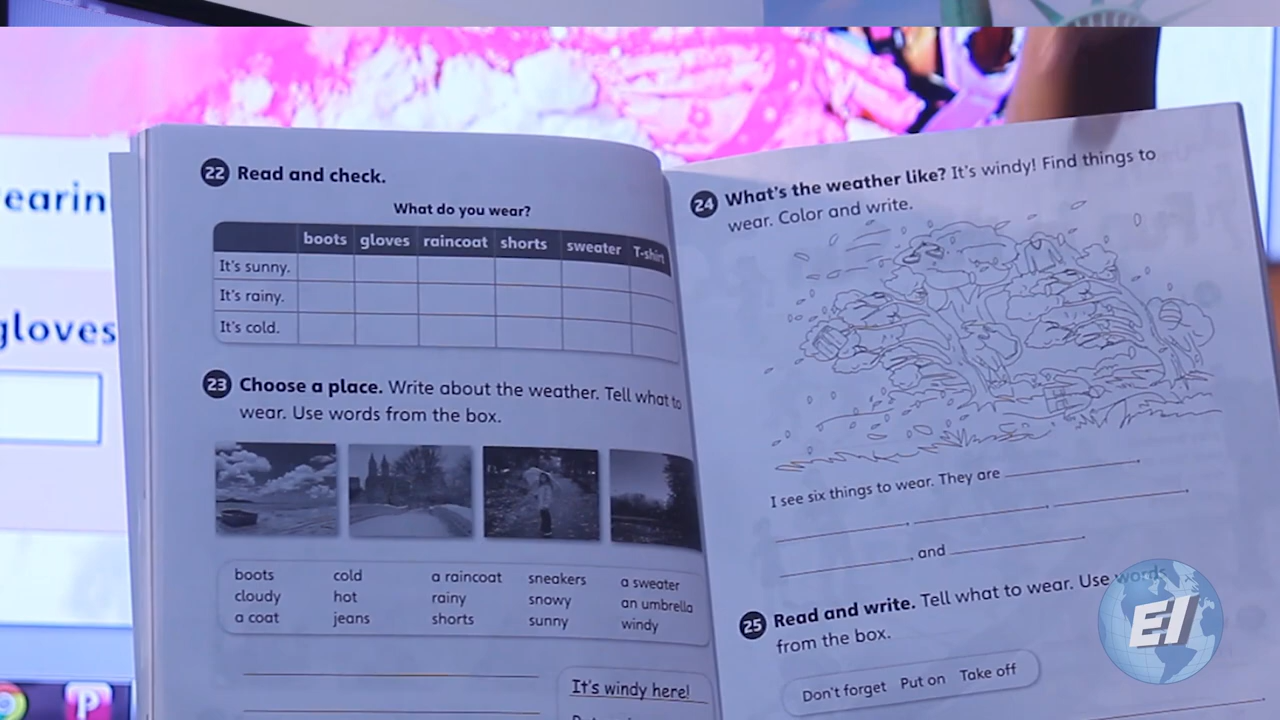 earin
gloves
22 Read and check.
What do you wear?
boots gloves raincoat shorts sweater T-shirt
It's sunny.
It's rainy.
It's cold.
23 Choose a place. Write about the weather. Tell what to
wear. Use words from the box.
boots cold a raincoat sneakers a sweater
cloudy hot rainy snowy an umbrella
a coat jeans shorts sunny windy
It's windy here!
24 What's the weather like? It's windy! Find things to
wear. Color and write.
I see six things to wear. They are
, ,
, and
25 Read and write. Tell what to wear. Use words
from the box.
Don't forget Put on Take off
EI